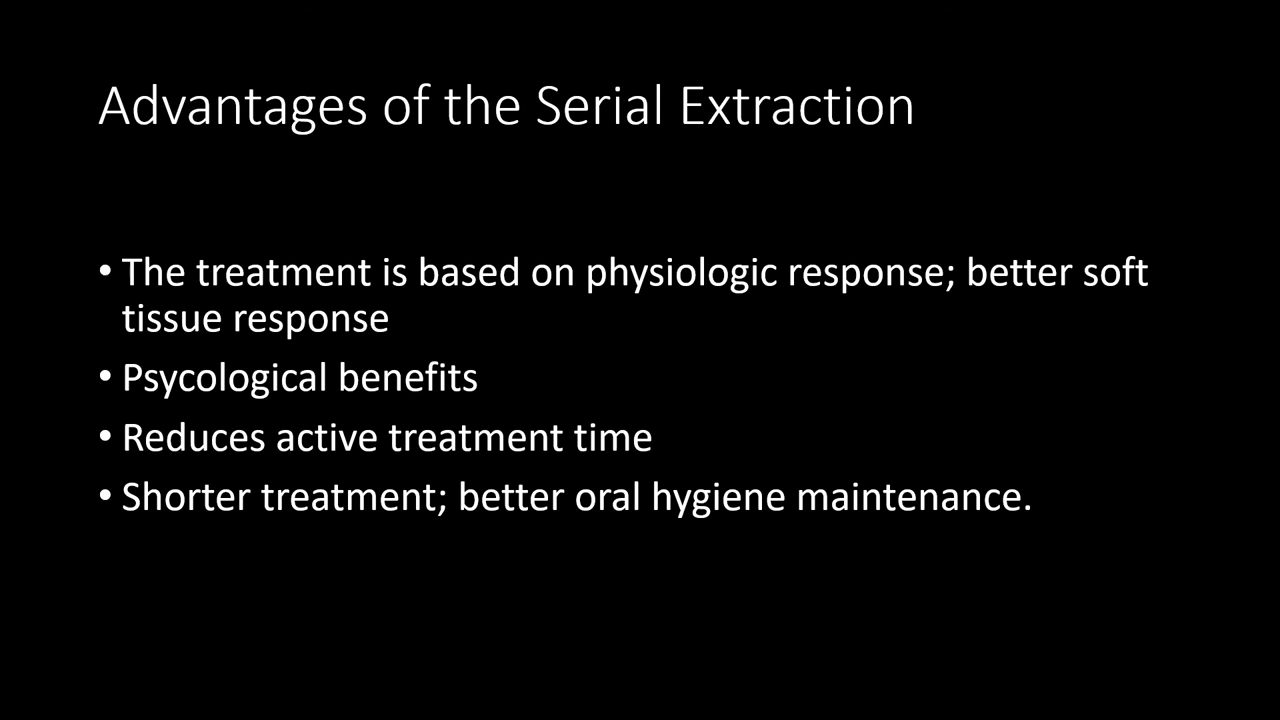 Advantages of the Serial Extraction
• The treatment is based on physiologic response; better soft
tissue response
• Psycological benefits
• Reduces active treatment time
• Shorter treatment; better oral hygiene maintenance.